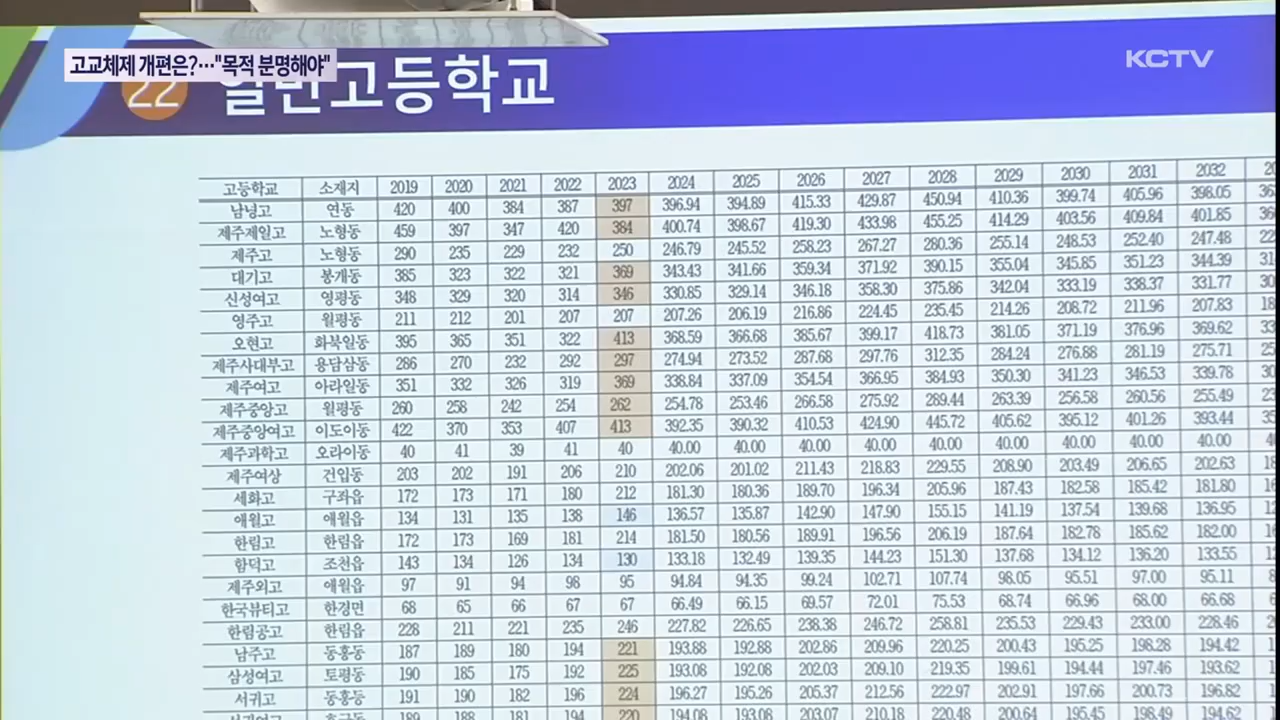 고교체제 개편은?…"목적 분명해야"
KCTV
22 일반고등학교
고등학교 소재지 2019 2020 2021 2022 2023 2024 2025 2026 2027 2028 2029 2030 2031 2032
남녕고 연동 420 400 384 387 397 396.94 394.89 415.33 429.87 450.94 410.36 399.74 405.96 398.05
제주제일고 노형동 459 397 347 420 384 400.74 398.67 419.30 433.98 455.25 414.29 403.56 409.84 401.85
제주고 노형동 290 235 229 232 250 246.79 245.52 258.23 267.27 280.36 255.14 248.53 252.40 247.48
대기고 봉개동 385 323 322 321 369 343.43 341.66 359.34 371.92 390.15 355.04 345.85 351.23 344.39
신성여고 영평동 348 329 320 314 346 330.85 329.14 346.18 358.30 375.86 342.04 333.19 338.37 331.77
영주고 월평동 211 212 201 207 207 207.26 206.19 216.86 224.45 235.45 214.26 208.72 211.96 207.83
오현고 화북일동 395 365 351 322 413 368.59 366.68 385.67 399.17 418.73 381.05 371.19 376.96 369.62
제주사대부고 용담삼동 286 270 232 292 297 274.94 273.52 287.68 297.76 312.35 284.24 276.88 281.19 275.71
제주여고 아라일동 351 332 326 319 369 338.84 337.09 354.54 366.95 384.93 350.30 341.23 346.53 339.78
제주중앙고 월평동 260 258 242 254 262 254.78 253.46 266.58 275.92 289.44 263.39 256.58 260.56 255.49
제주중앙여고 이도이동 422 370 353 407 413 392.35 390.32 410.53 424.90 445.72 405.62 395.12 401.26 393.44
제주과학고 오라이동 40 41 39 41 40 40.00 40.00 40.00 40.00 40.00 40.00 40.00 40.00 40.00
제주여상 건입동 203 202 191 206 210 202.06 201.02 211.43 218.83 229.55 208.90 203.49 206.65 202.63
세화고 구좌읍 172 173 171 180 212 181.30 180.36 189.70 196.34 205.96 187.43 182.58 185.42 181.80
애월고 애월읍 134 131 135 138 146 136.57 135.87 142.90 147.90 155.15 141.19 137.54 139.68 136.95
한림고 한림읍 172 173 169 181 214 181.50 180.56 189.91 196.56 206.19 187.64 182.78 185.62 182.00
함덕고 조천읍 143 134 126 134 130 133.18 132.49 139.35 144.23 151.30 137.68 134.12 136.20 133.55
제주외고 애월읍 97 91 94 98 95 94.84 94.35 99.24 102.71 107.74 98.05 95.51 97.00 95.11
한국뷰티고 한경면 68 65 66 67 67 66.49 66.15 69.57 72.01 75.53 68.74 66.96 68.00 66.68
한림공고 한림읍 228 211 221 235 246 227.82 226.65 238.38 246.72 258.81 235.53 229.43 233.00 228.46
남주고 동홍동 187 189 180 194 221 193.88 192.88 202.86 209.96 220.25 200.43 195.25 198.28 194.42
삼성여고 토평동 190 185 175 192 225 193.08 192.08 202.03 209.10 219.35 199.61 194.44 197.46 193.62
서귀고 동홍동 191 190 182 196 224 196.27 195.26 205.37 212.56 222.97 202.91 197.66 200.73 196.82
189 188 181 194 220 194.08 193.08 203.07 210.18 220.48 200.64 195.45 198.49 194.62